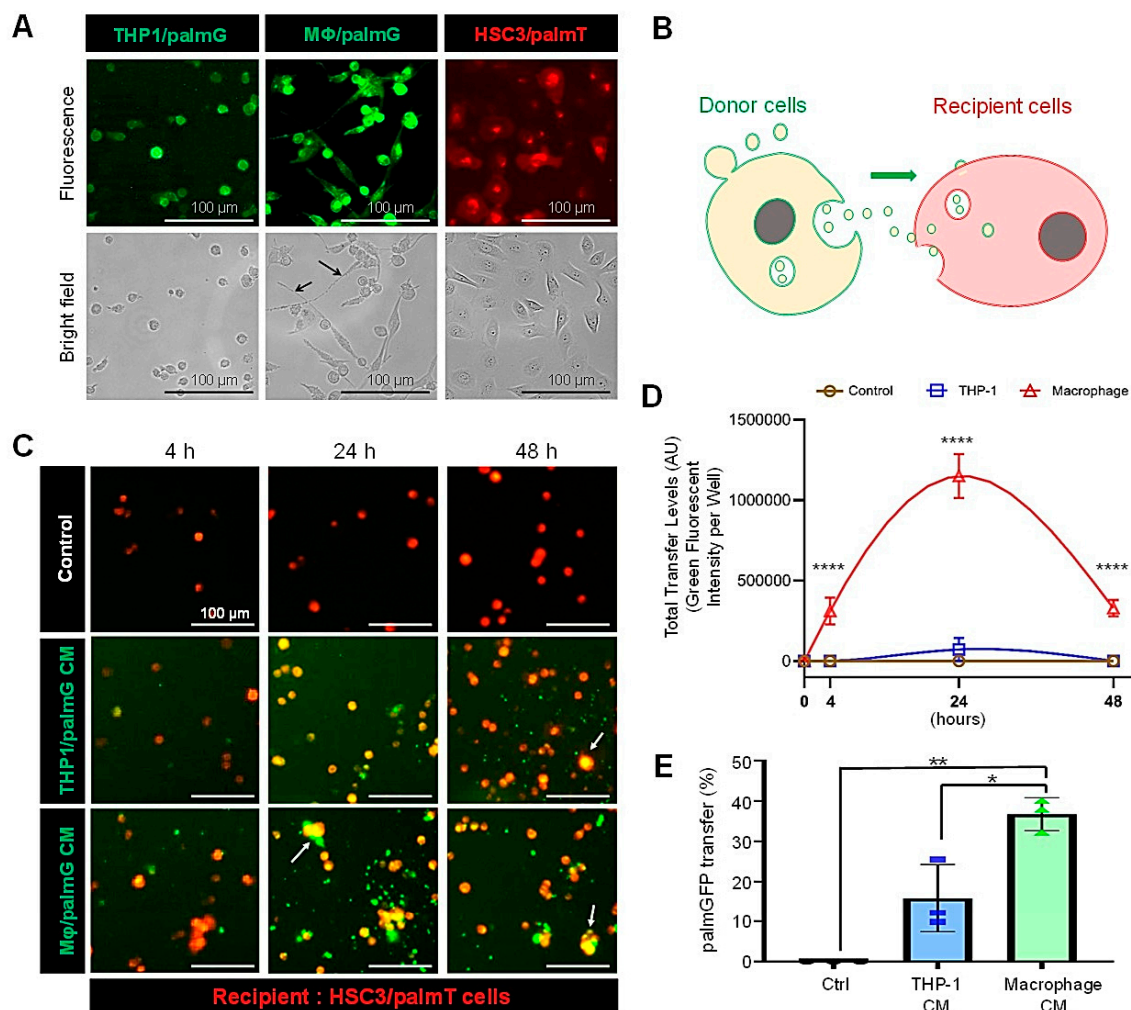 A
THP1/palmG
MΦ/palmG
HSC3/palmT
Fluorescence
100 μm
100 μm
100 μm
Bright field
100 μm
100 μm
100 μm
B
Donor cells
Recipient cells
C
4 h
24 h
48 h
Control
100 μm
THP1/palmG CM
Mφ/palmG CM
Recipient : HSC3/palmT cells
D
Control
THP-1
Macrophage
Total Transfer Levels (AU)
(Green Fluorescent
Intensity per Well)
1500000
1000000
500000
0
****
****
****
0
4
24
48
(hours)
E
palmGFP transfer (%)
50
40
30
20
10
0
**
*
Ctrl
THP-1
CM
Macrophage
CM